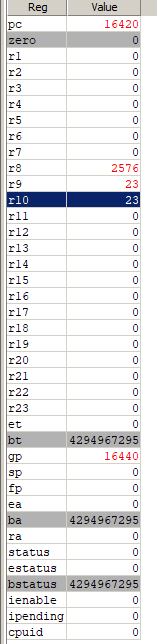 Reg Value
pc 16420
zero 0
r1 0
r2 0
r3 0
r4 0
r5 0
r6 0
r7 0
r8 2576
r9 23
r10 23
r11 0
r12 0
r13 0
r14 0
r15 0
r16 0
r17 0
r18 0
r19 0
r20 0
r21 0
r22 0
r23 0
et 0
bt 4294967295
gp 16440
sp 0
fp 0
ea 0
ba 4294967295
ra 0
status 0
estatus 0
bstatus 4294967295
ienable 0
ipending 0
cpuid 0